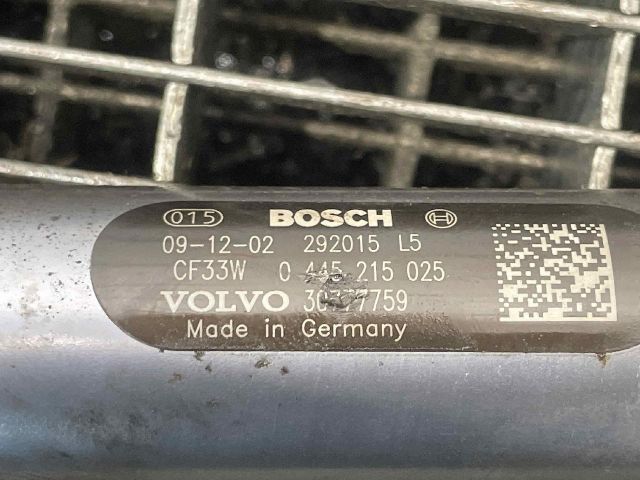 015 BOSCH
09-12-02 292015 L5
CF33W 0 445 215 025
VOLVO
Made in Germany